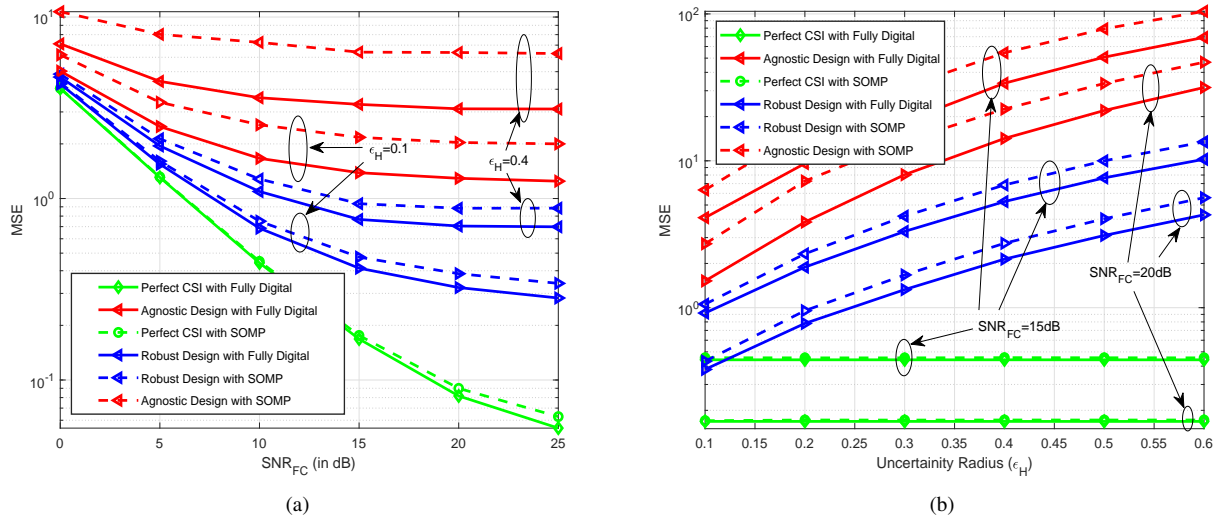 10^1
10^0
10^-1
MSE
0
5
10
15
20
25
SNR_FC (in dB)
ϵ_H=0.1
ϵ_H=0.4
Perfect CSI with Fully Digital
Agnostic Design with Fully Digital
Perfect CSI with SOMP
Robust Design with Fully Digital
Robust Design with SOMP
Agnostic Design with SOMP
(a)
10^2
10^1
10^0
MSE
Perfect CSI with Fully Digital
Agnostic Design with Fully Digital
Perfect CSI with SOMP
Robust Design with Fully Digital
Robust Design with SOMP
Agnostic Design with SOMP
SNR_FC=20dB
SNR_FC=15dB
0.1
0.15
0.2
0.25
0.3
0.35
0.4
0.45
0.5
0.55
0.6
Uncertainity Radius (ϵ_H)
(b)